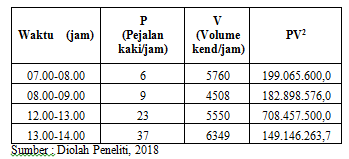 Waktu (jam) P (Pejalan kaki/jam) V (Volume kend/jam) PV²
07.00-08.00 6 5760 199.065.600,0
08.00-09.00 9 4508 182.898.576,0
12.00-13.00 23 5550 708.457.500,0
13.00-14.00 37 6349 149.146.263,7
Sumber : Diolah Peneliti, 2018